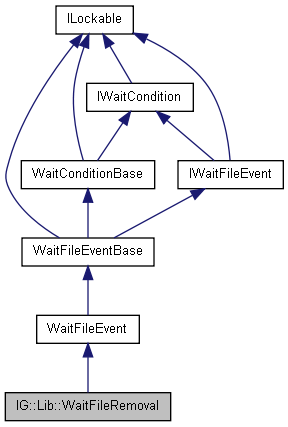 ILockable
IWaitCondition
WaitConditionBase
IWaitFileEvent
WaitFileEventBase
WaitFileEvent
IG::Lib::WaitFileRemoval